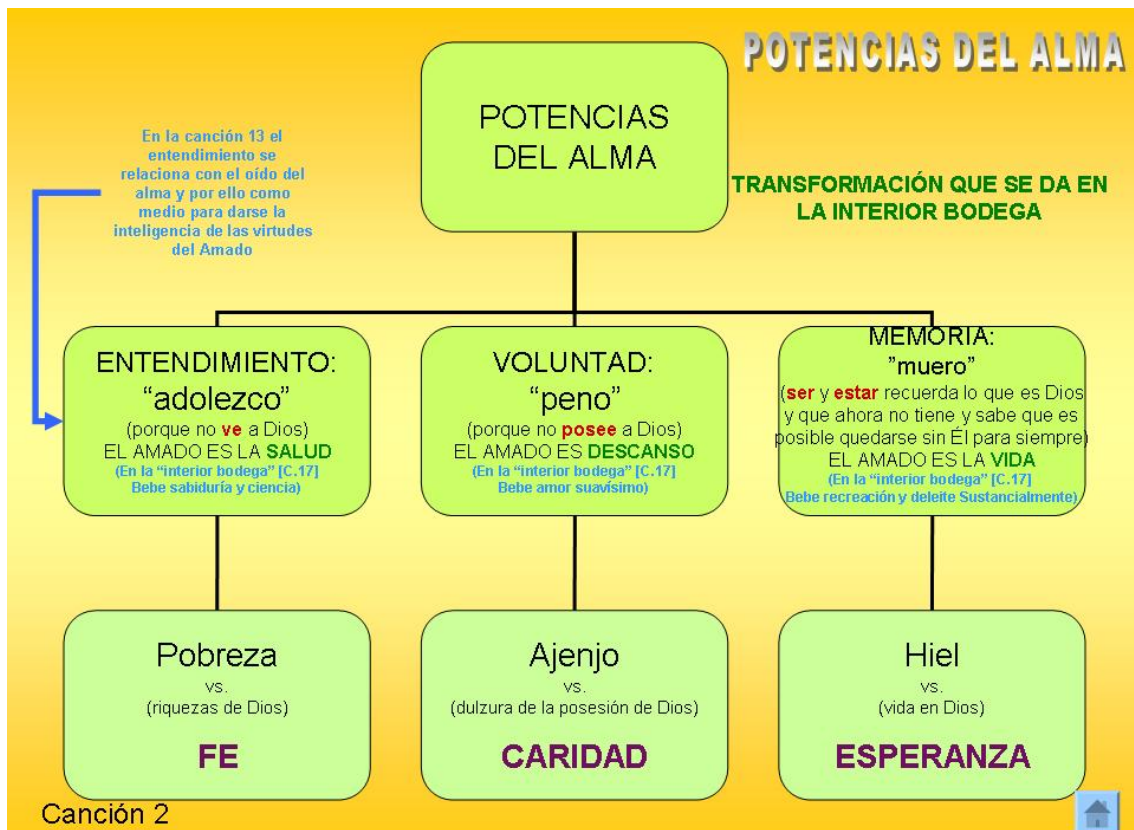 POTENCIAS DEL ALMA
POTENCIAS
DEL ALMA
En la canción 13 el
entendimiento se
relaciona con el oído del
alma y por ello como
medio para darse la
inteligencia de las virtudes
del Amado
TRANSFORMACIÓN QUE SE DA EN
LA INTERIOR BODEGA
ENTENDIMIENTO:
“adolezco”
(porque no ve a Dios)
EL AMADO ES LA SALUD
(En la “interior bodega” [C.17]
Bebe sabiduría y ciencia)
VOLUNTAD:
“peno”
(porque no posee a Dios)
EL AMADO ES DESCANSO
(En la “interior bodega” [C.17]
Bebe amor suavísimo)
MEMORIA:
”muero”
(ser y estar recuerda lo que es Dios
y que ahora no tiene y sabe que es
posible quedarse sin Él para siempre)
EL AMADO ES LA VIDA
(En la “interior bodega” [C.17]
Bebe recreación y deleite Sustancialmente)
Pobreza
vs.
(riquezas de Dios)
FE
Ajenjo
vs.
(dulzura de la posesión de Dios)
CARIDAD
Hiel
vs.
(vida en Dios)
ESPERANZA
Canción 2